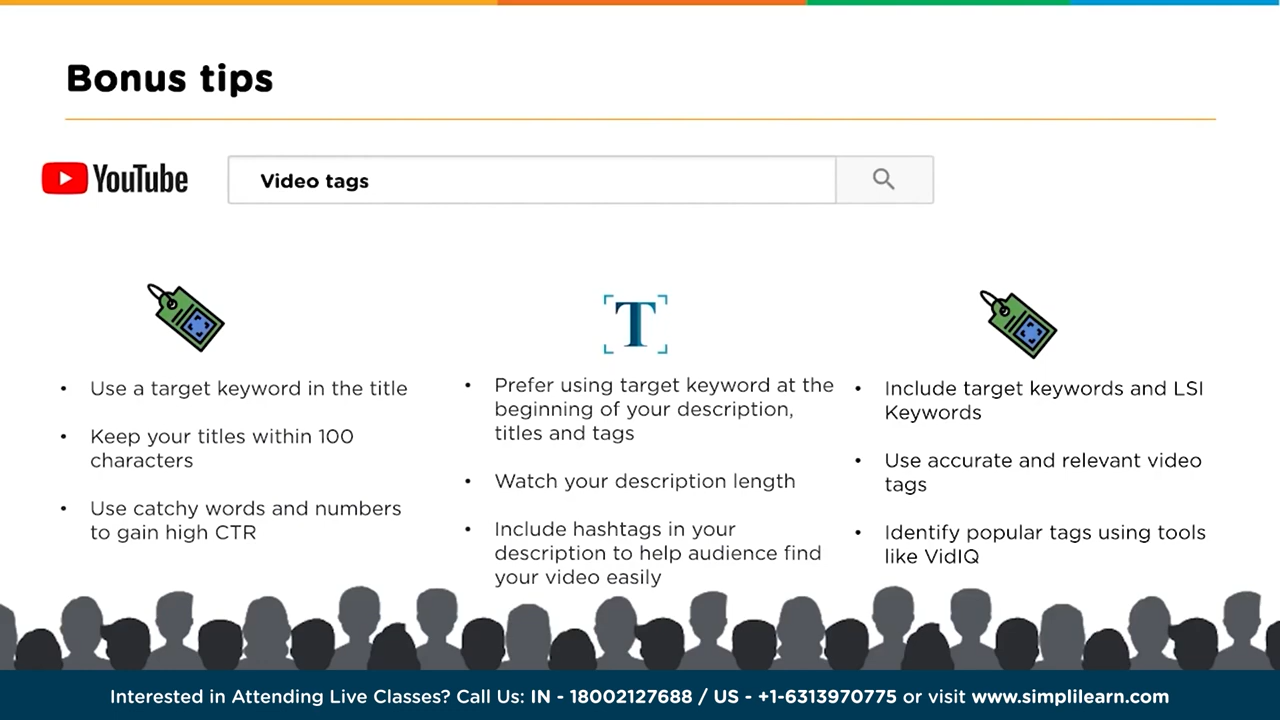 Bonus tips
YouTube
Video tags
• Use a target keyword in the title
• Keep your titles within 100
characters
• Use catchy words and numbers
to gain high CTR
T
• Prefer using target keyword at the
beginning of your description,
titles and tags
• Watch your description length
• Include hashtags in your
description to help audience find
your video easily
• Include target keywords and LSI
Keywords
• Use accurate and relevant video
tags
• Identify popular tags using tools
like VidIQ
Interested in Attending Live Classes? Call Us: IN - 18002127688 / US - +1-6313970775 or visit www.simplilearn.com